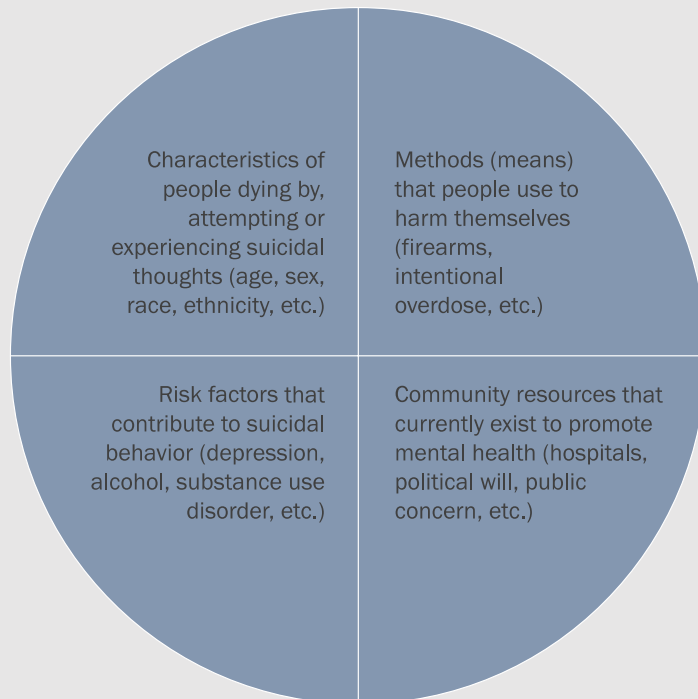 Characteristics of
people dying by,
attempting or
experiencing suicidal
thoughts (age, sex,
race, ethnicity, etc.)
Methods (means)
that people use to
harm themselves
(firearms,
intentional
overdose, etc.)
Risk factors that
contribute to suicidal
behavior (depression,
alcohol, substance use
disorder, etc.)
Community resources that
currently exist to promote
mental health (hospitals,
political will, public
concern, etc.)